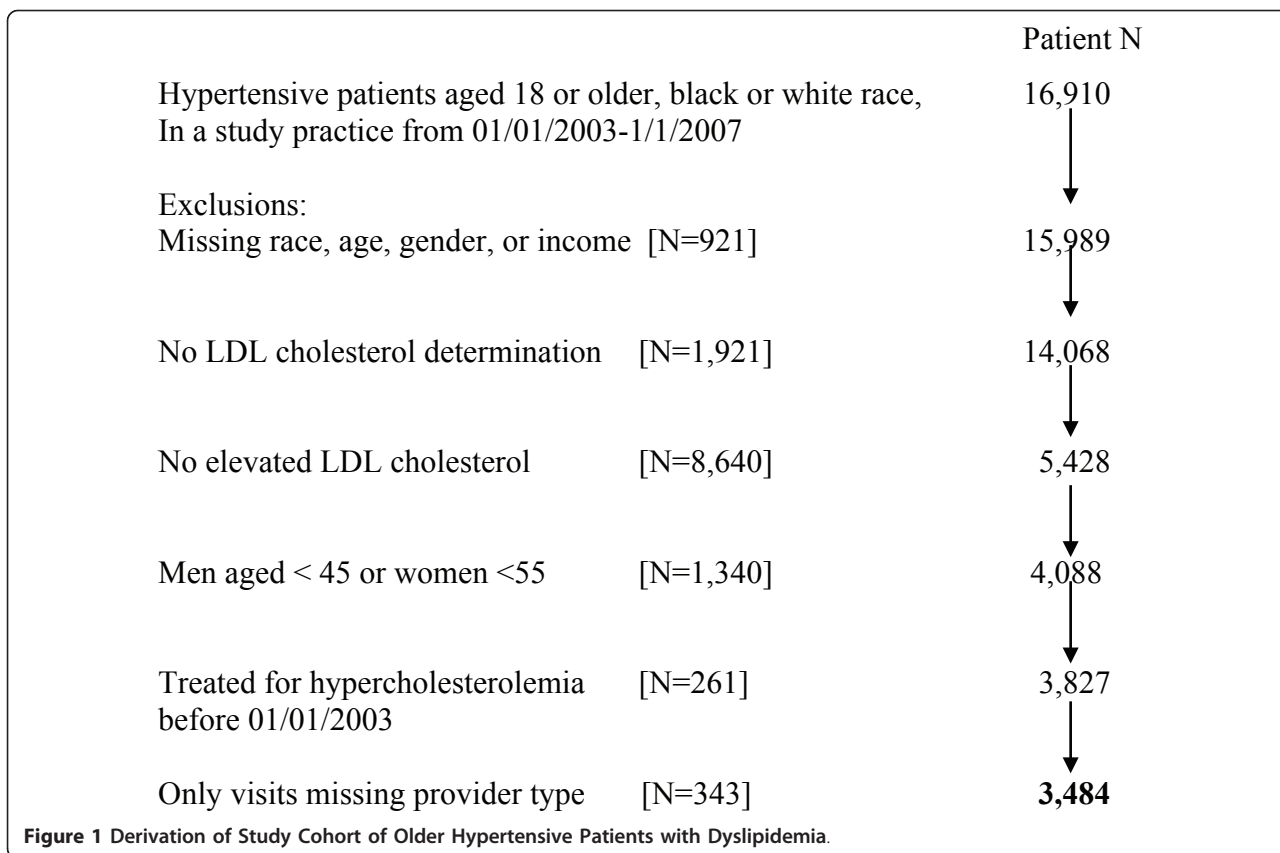 Patient N
Hypertensive patients aged 18 or older, black or white race, 16,910
In a study practice from 01/01/2003-1/1/2007
Exclusions:
Missing race, age, gender, or income [N=921] 15,989
No LDL cholesterol determination [N=1,921] 14,068
No elevated LDL cholesterol [N=8,640] 5,428
Men aged < 45 or women <55 [N=1,340] 4,088
Treated for hypercholesterolemia [N=261] 3,827
before 01/01/2003
Only visits missing provider type [N=343] 3,484
Figure 1 Derivation of Study Cohort of Older Hypertensive Patients with Dyslipidemia.